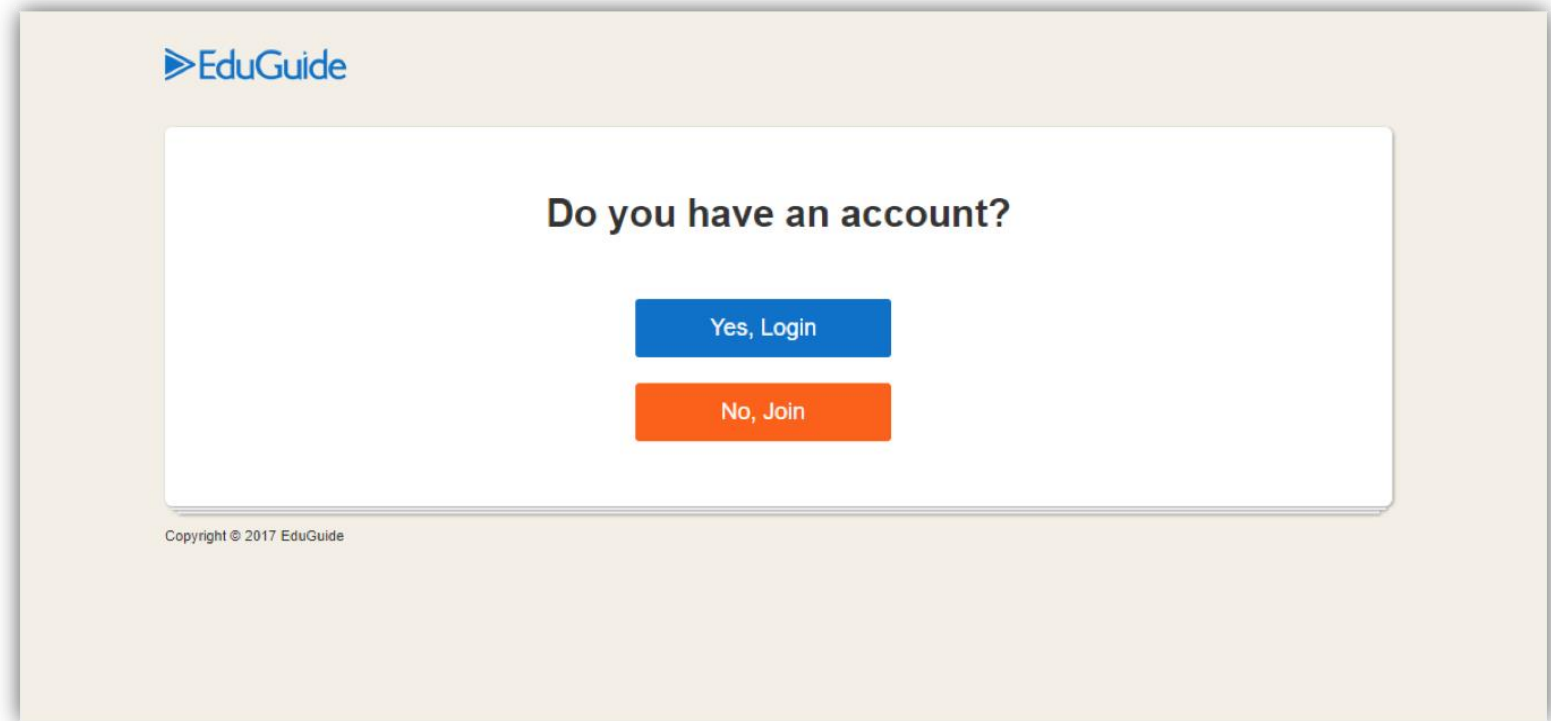 EduGuide
Do you have an account?
Yes, Login
No, Join
Copyright © 2017 EduGuide